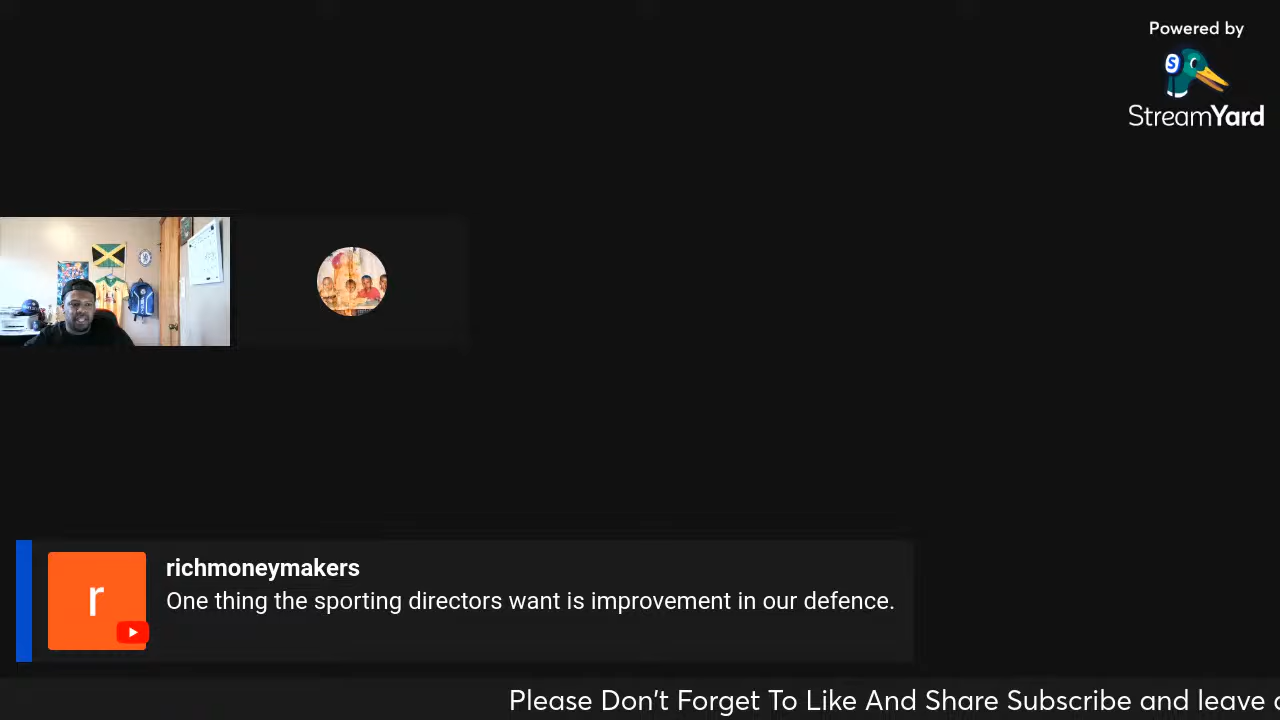 Powered by
S
StreamYard
r
richmoneymakers
One thing the sporting directors want is improvement in our defence.
Please Don't Forget To Like And Share Subscribe and leave